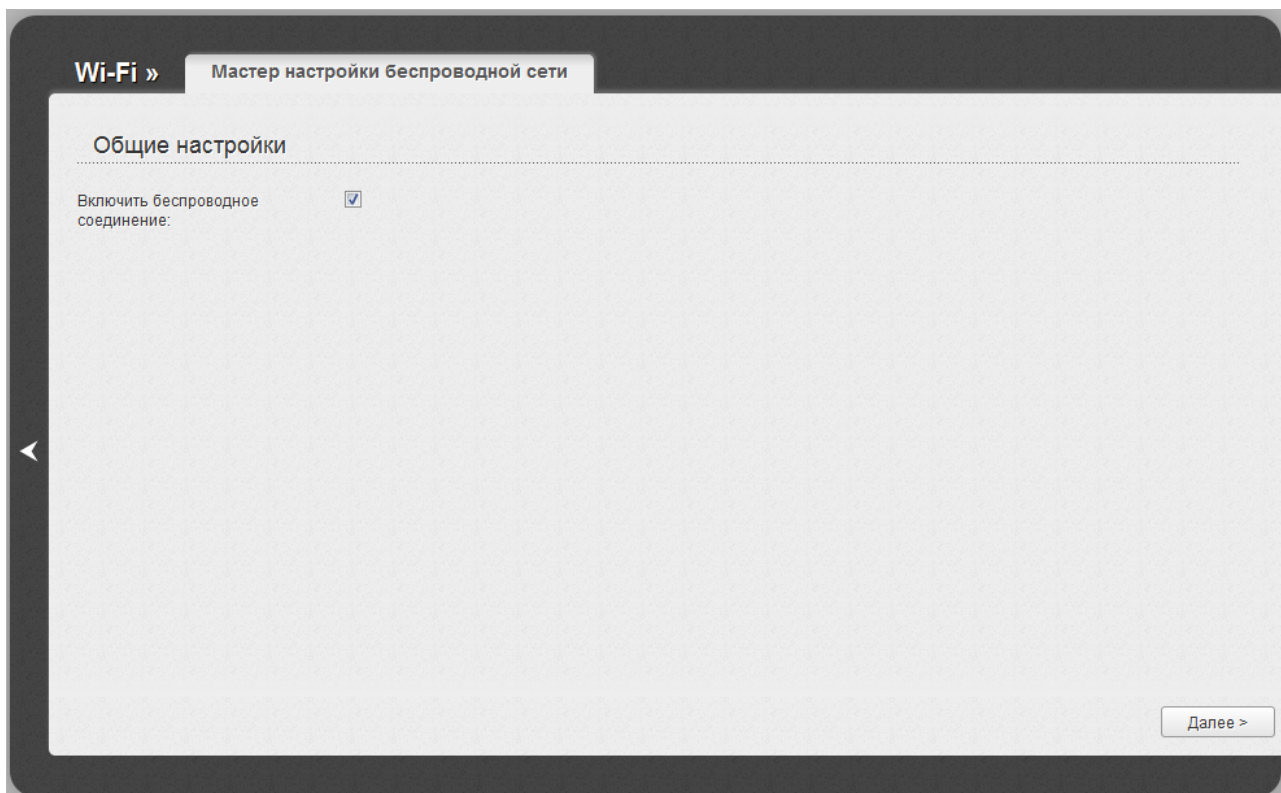 Wi-Fi » Мастер настройки беспроводной сети
Общие настройки
Включить беспроводное
соединение:
Далее >